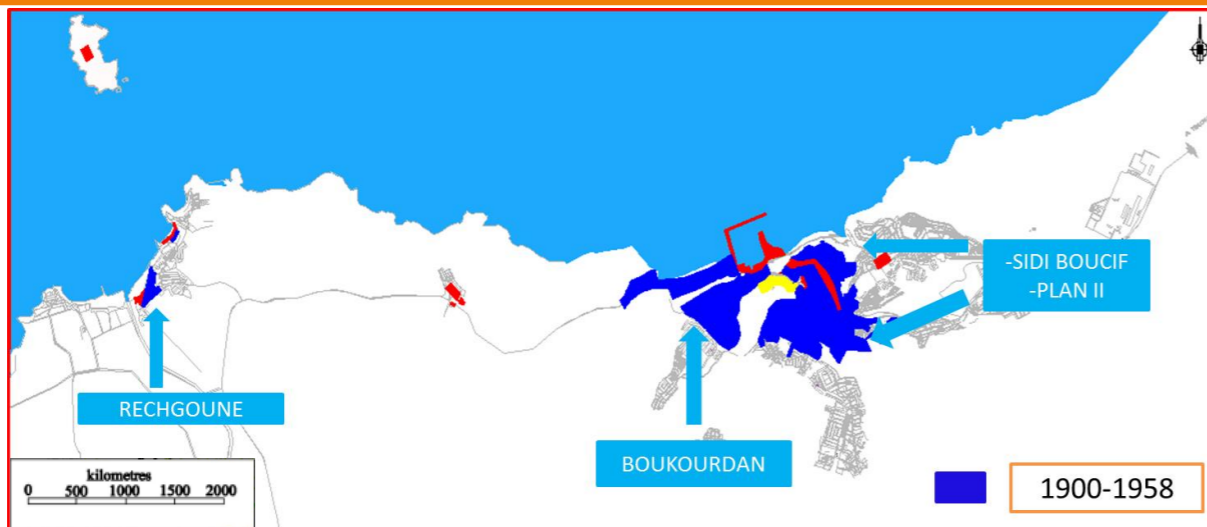 -SIDI BOUCIF
-PLAN II
RECHGOUNE
BOUKOURDAN
kilometres
0 500 1000 1500 2000
1900-1958